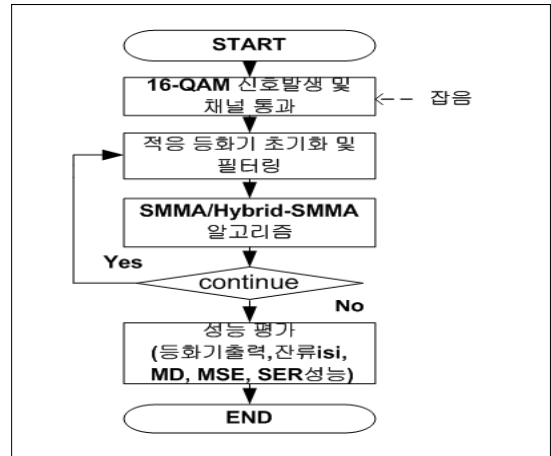 START
16-QAM 신호발생 및
채널 통과
잡음
적응 등화기 초기화 및
필터링
SMMA/Hybrid-SMMA
알고리즘
Yes
continue
No
성능 평가
(등화기출력,잔류isi,
MD, MSE, SER성능)
END